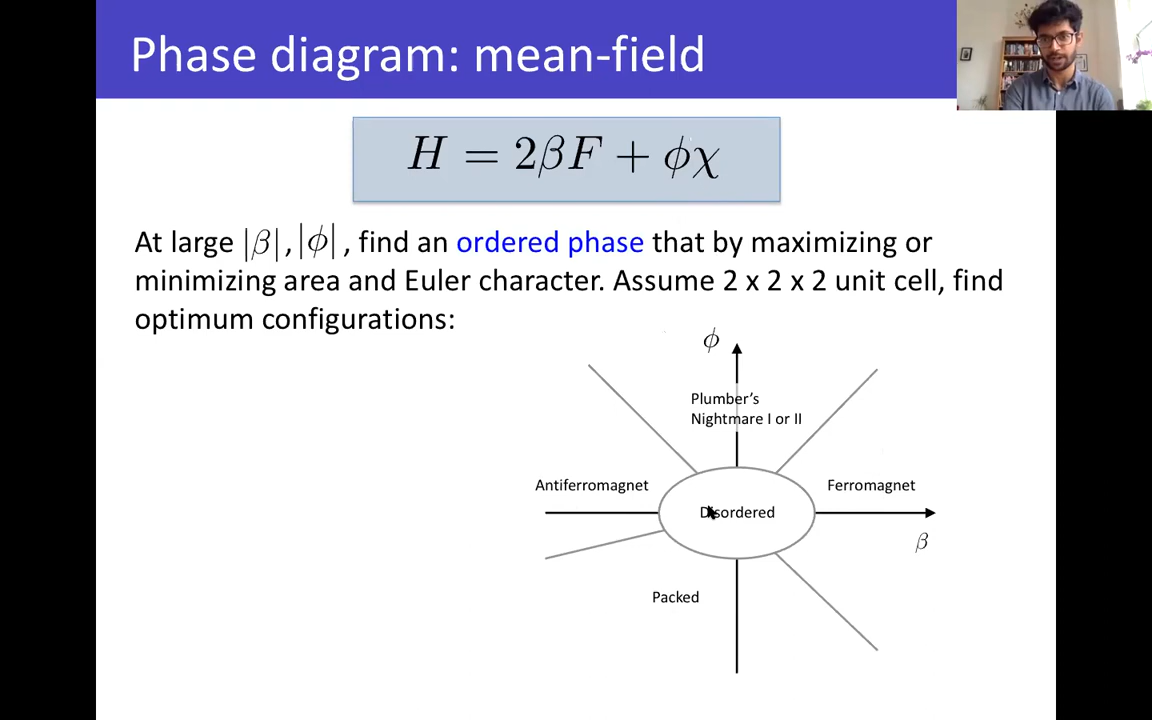 Phase diagram: mean-field
H = 2βF + ϕχ
At large |β|, |ϕ|, find an ordered phase that by maximizing or
minimizing area and Euler character. Assume 2 x 2 x 2 unit cell, find
optimum configurations:
ϕ
Plumber's
Nightmare I or II
Antiferromagnet
Ferromagnet
Disordered
β
Packed